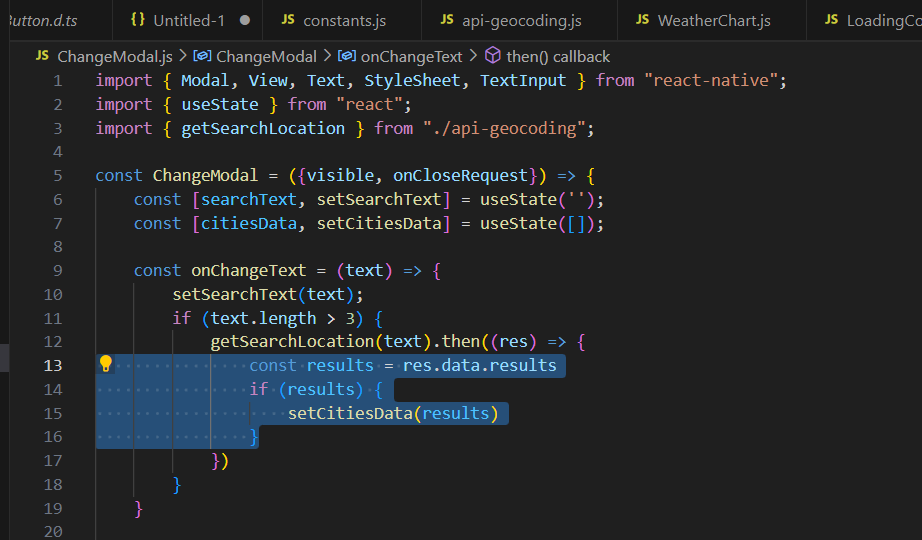 Button.d.ts {} Untitled-1 JS constants.js JS api-geocoding.js JS WeatherChart.js JS LoadingCo
JS ChangeModal.js > ChangeModal > onChangeText > then() callback
1 import { Modal, View, Text, StyleSheet, TextInput } from "react-native";
2 import { useState } from "react";
3 import { getSearchLocation } from "./api-geocoding";
4
5 const ChangeModal = ({visible, onCloseRequest}) => {
6 const [searchText, setSearchText] = useState('');
7 const [citiesData, setCitiesData] = useState([]);
8
9 const onChangeText = (text) => {
10 setSearchText(text);
11 if (text.length > 3) {
12 getSearchLocation(text).then((res) => {
13 const results = res.data.results
14 if (results) {
15 setCitiesData(results)
16 }
17 })
18 }
19 }
20